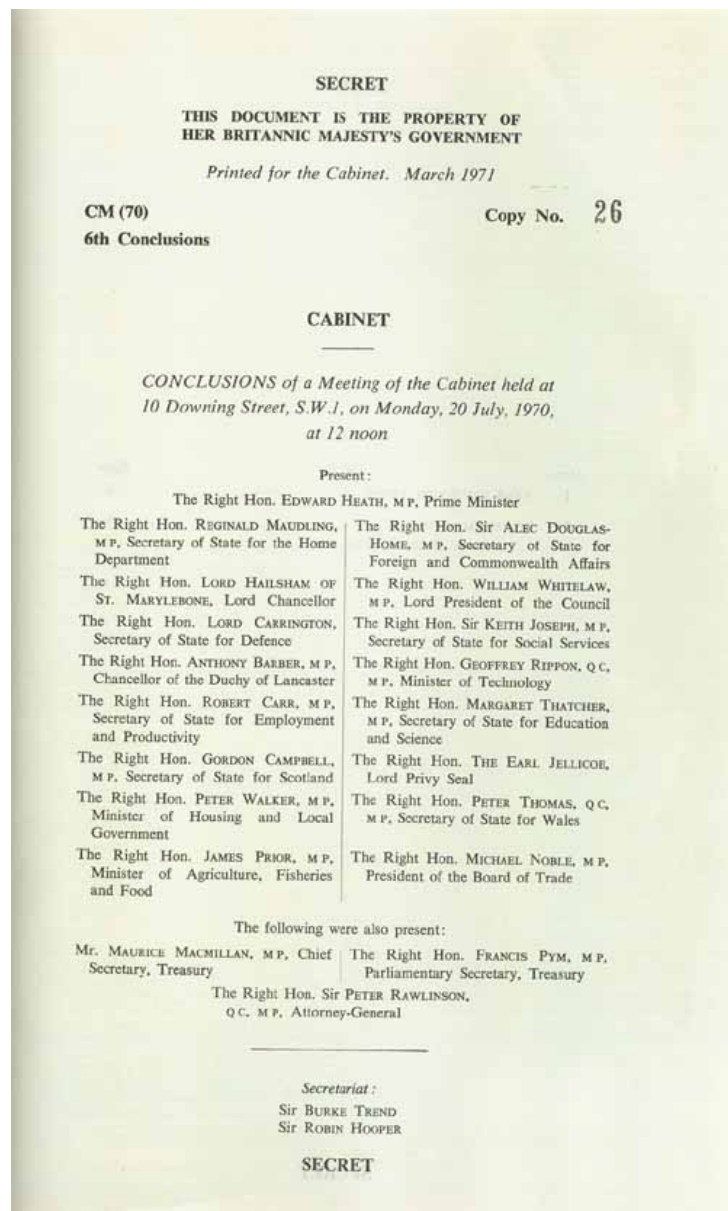 SECRET
THIS DOCUMENT IS THE PROPERTY OF
HER BRITANNIC MAJESTY'S GOVERNMENT
Printed for the Cabinet. March 1971
CM (70)
6th Conclusions
Copy No. 26
CABINET
CONCLUSIONS of a Meeting of the Cabinet held at
10 Downing Street, S.W.1, on Monday, 20 July, 1970,
at 12 noon
Present:
The Right Hon. EDWARD HEATH, M P, Prime Minister
The Right Hon. REGINALD MAUDLING,
M P, Secretary of State for the Home
Department
The Right Hon. Sir ALEC DOUGLAS-
HOME, M P, Secretary of State for
Foreign and Commonwealth Affairs
The Right Hon. LORD HAILSHAM OF
ST. MARYLEBONE, Lord Chancellor
The Right Hon. WILLIAM WHITELAW,
M P, Lord President of the Council
The Right Hon. LORD CARRINGTON,
Secretary of State for Defence
The Right Hon. Sir KEITH JOSEPH, M P,
Secretary of State for Social Services
The Right Hon. ANTHONY BARBER, M P,
Chancellor of the Duchy of Lancaster
The Right Hon. GEOFFREY RIPPON, Q C,
M P, Minister of Technology
The Right Hon. ROBERT CARR, M P,
Secretary of State for Employment
and Productivity
The Right Hon. MARGARET THATCHER,
M P, Secretary of State for Education
and Science
The Right Hon. GORDON CAMPBELL,
M P, Secretary of State for Scotland
The Right Hon. THE EARL JELLICOE,
Lord Privy Seal
The Right Hon. PETER WALKER, M P,
Minister of Housing and Local
Government
The Right Hon. PETER THOMAS, Q C,
M P, Secretary of State for Wales
The Right Hon. JAMES PRIOR, M P,
Minister of Agriculture, Fisheries
and Food
The Right Hon. MICHAEL NOBLE, M P,
President of the Board of Trade
The following were also present:
Mr. MAURICE MACMILLAN, M P, Chief
Secretary, Treasury
The Right Hon. FRANCIS PYM, M P,
Parliamentary Secretary, Treasury
The Right Hon. Sir PETER RAWLINSON,
Q C, M P, Attorney-General
Secretariat:
Sir BURKE TREND
Sir ROBIN HOOPER
SECRET